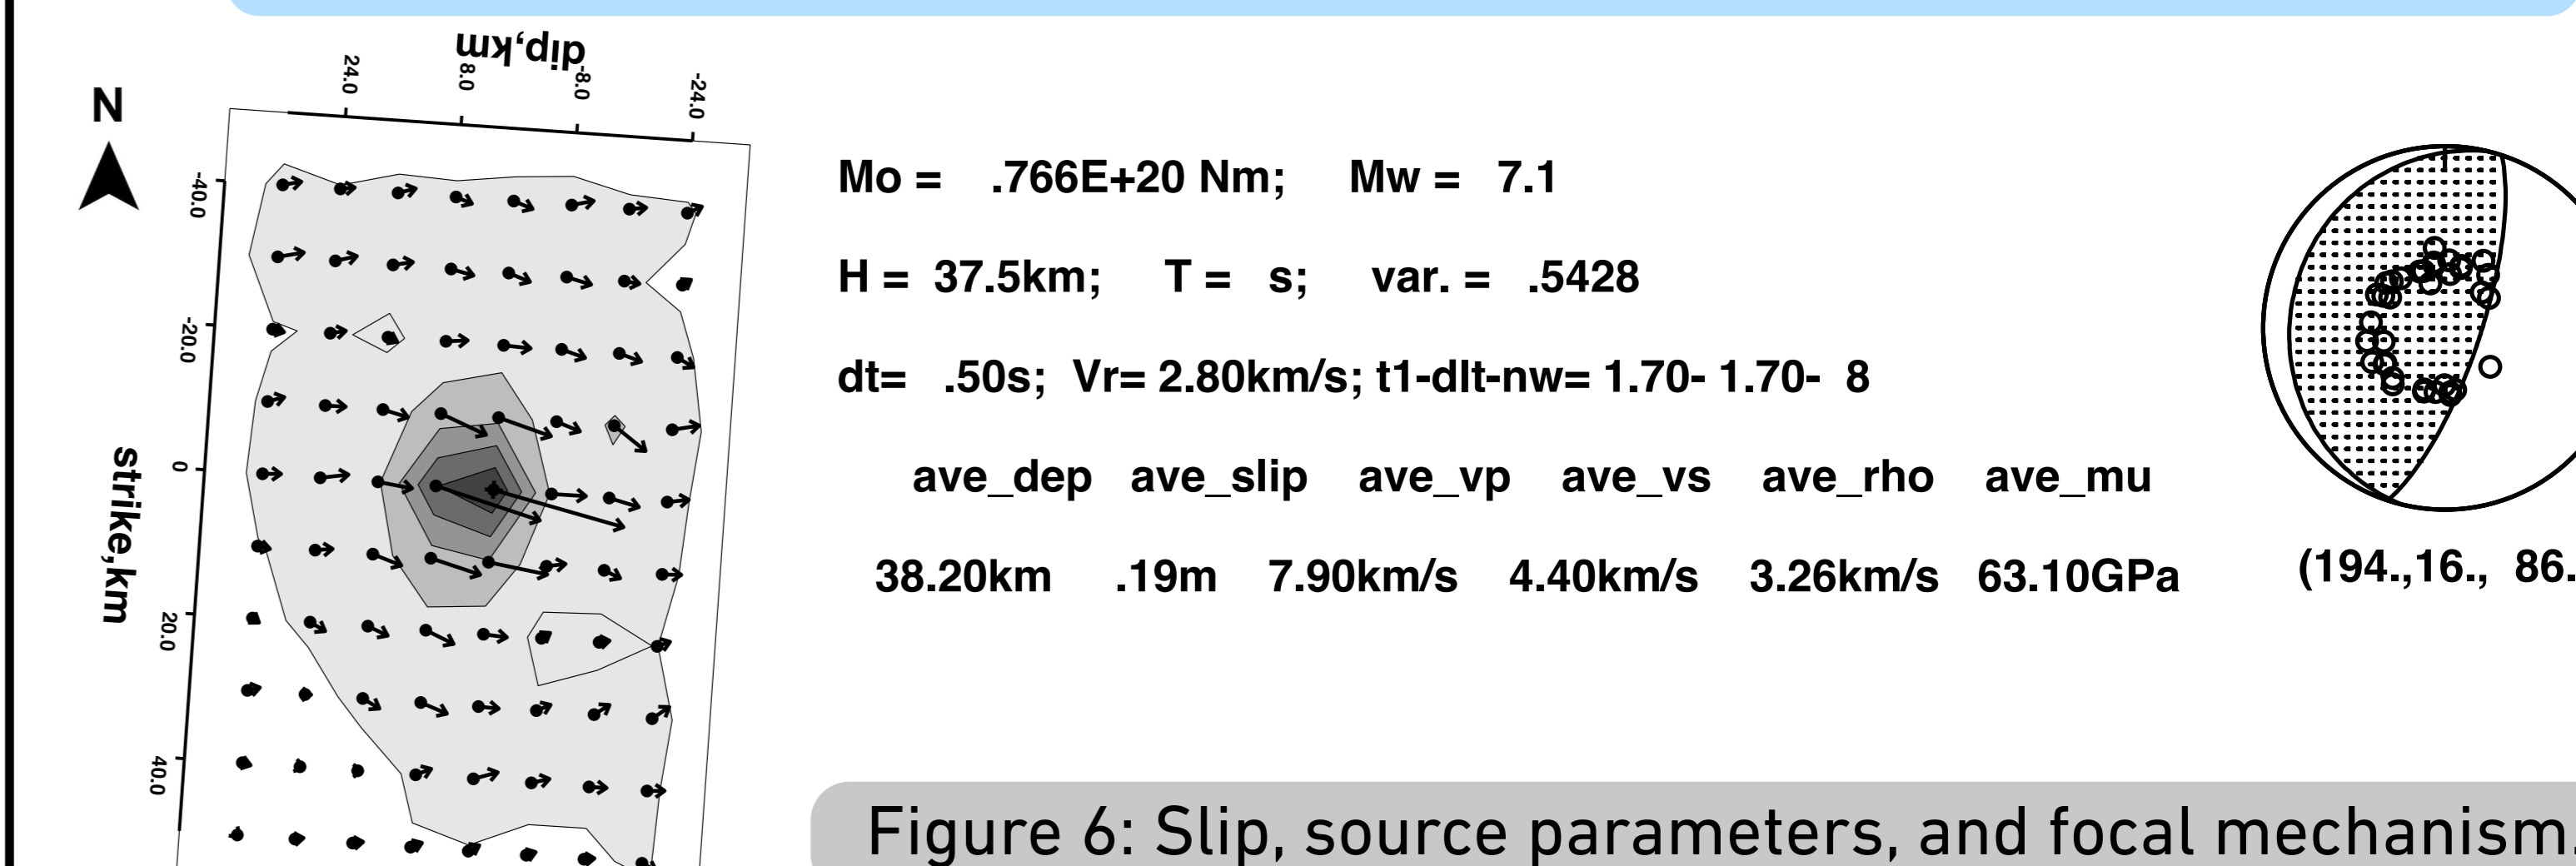 dip,km
24.0 8.0 -8.0 -24.0
N
-40.0
-20.0
0
20.0
40.0
strike,km
Mo = .766E+20 Nm; Mw = 7.1
H = 37.5km; T = s; var. = .5428
dt= .50s; Vr= 2.80km/s; t1-dlt-nw= 1.70- 1.70- 8
ave_dep ave_slip ave_vp ave_vs ave_rho ave_mu
38.20km .19m 7.90km/s 4.40km/s 3.26km/s 63.10GPa
(194.,16., 86.
Figure 6: Slip, source parameters, and focal mechanism